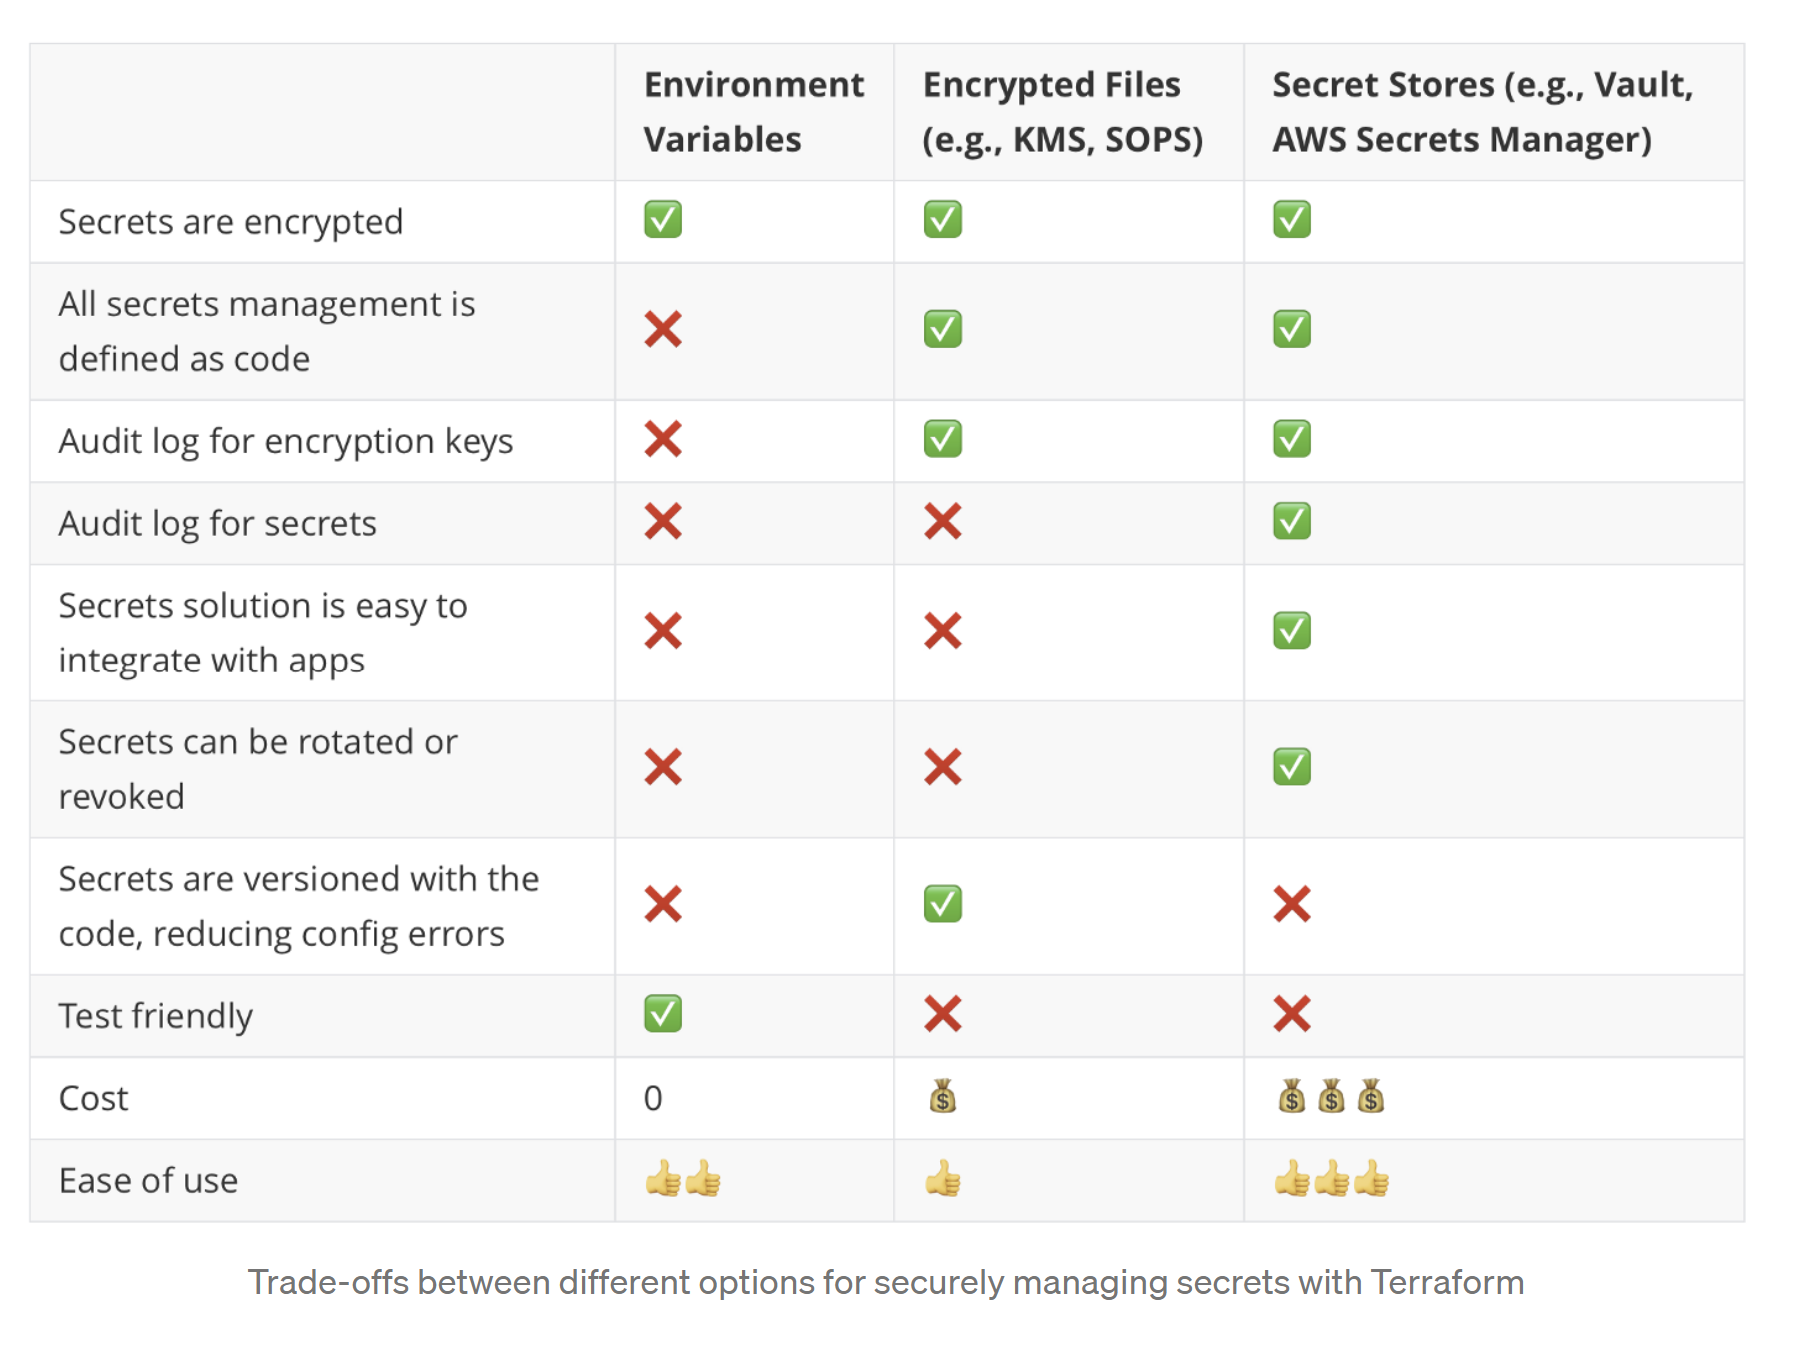 Environment
Variables
Encrypted Files
(e.g., KMS, SOPS)
Secret Stores (e.g., Vault,
AWS Secrets Manager)
Secrets are encrypted ✅ ✅ ✅
All secrets management is
defined as code ❌ ✅ ✅
Audit log for encryption keys ❌ ✅ ✅
Audit log for secrets ❌ ❌ ✅
Secrets solution is easy to
integrate with apps ❌ ❌ ✅
Secrets can be rotated or
revoked ❌ ❌ ✅
Secrets are versioned with the
code, reducing config errors ❌ ✅ ❌
Test friendly ✅ ❌ ❌
Cost 0 💰 💰💰💰
Ease of use 👍👍 👍 👍👍👍
Trade-offs between different options for securely managing secrets with Terraform